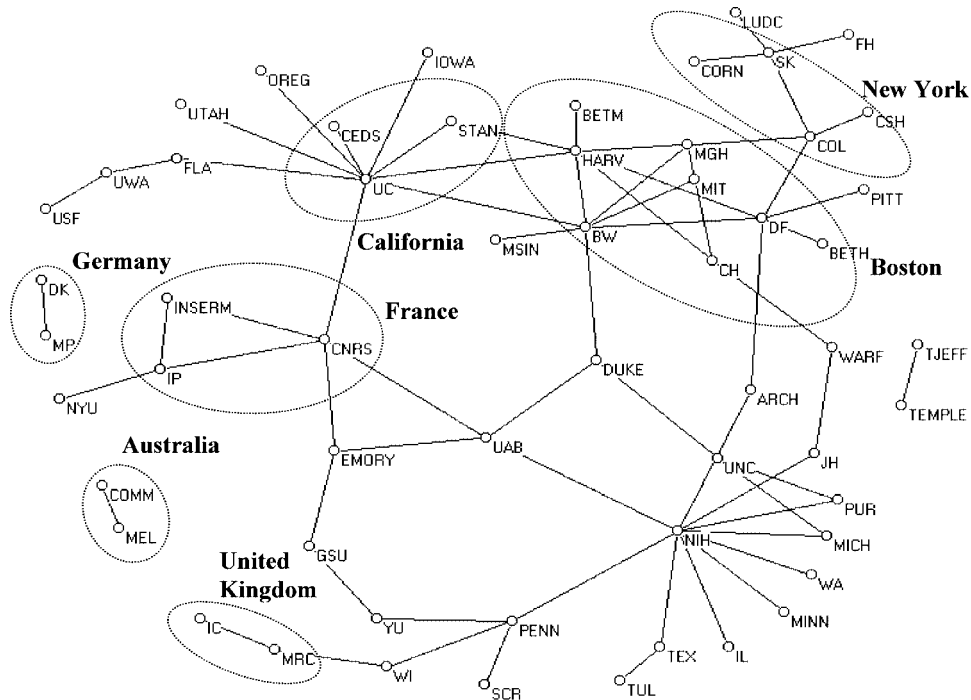 LUDC
FH
IOWA
CORN
SK
OREG
New York
UTAH
BETM
CSH
CEDS
STAN
COL
HARV
MGH
FLA
UWA
UC
MIT
PITT
USF
DF
California
MSIN
BW
BETH
Germany
CH
Boston
DK
INSERM
France
MP
CNRS
WARF
TJEFF
IP
DUKE
NYU
ARCH
TEMPLE
Australia
EMORY
UAB
UNC
JH
COMM
PUR
MEL
NIH
MICH
GSU
United
Kingdom
WA
MINN
IC
YU
PENN
MRC
WI
TEX
IL
TUL
SCR